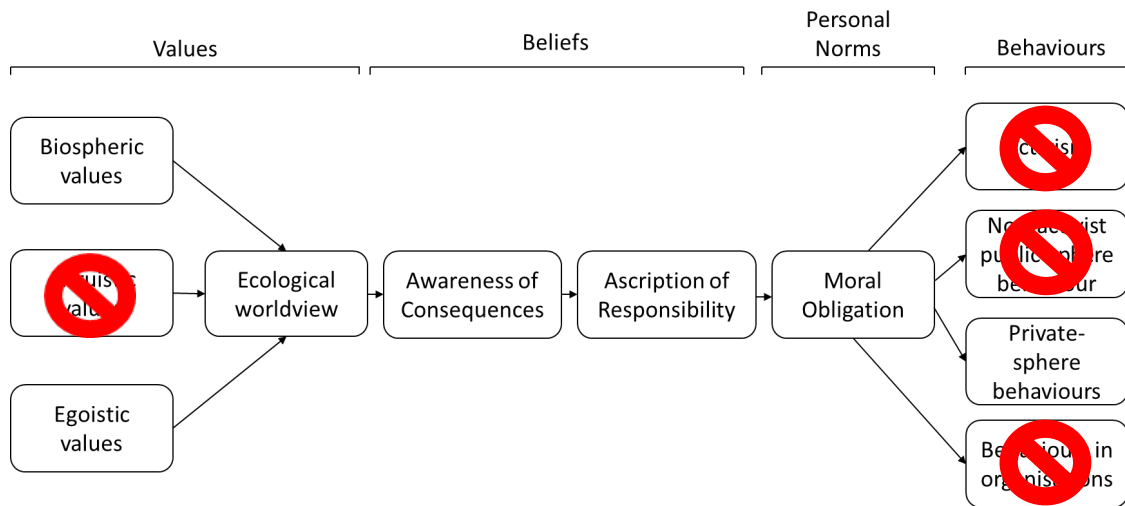 Values
Beliefs
Personal
Norms
Behaviours
Biospheric
values
Ecological
worldview
Egoistic
values
Awareness of
Consequences
Ascription of
Responsibility
Moral
Obligation
Private-
sphere
behaviours
in